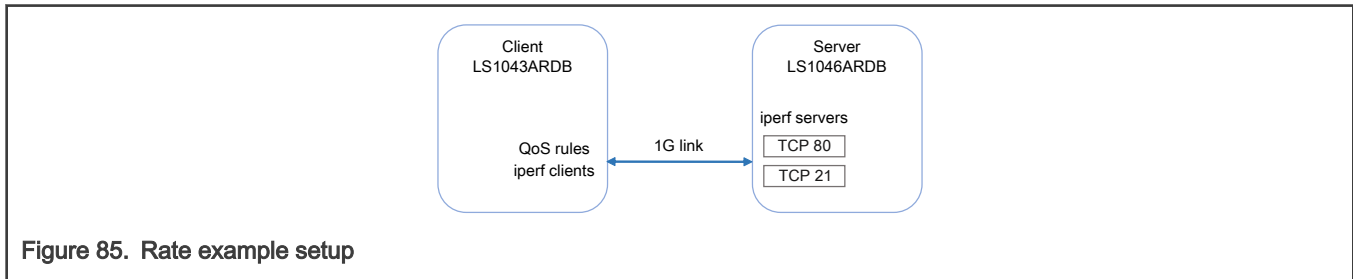 Client
LS1043ARDB
Server
LS1046ARDB
iperf servers
TCP 80
TCP 21
QoS rules
iperf clients
1G link
Figure 85. Rate example setup